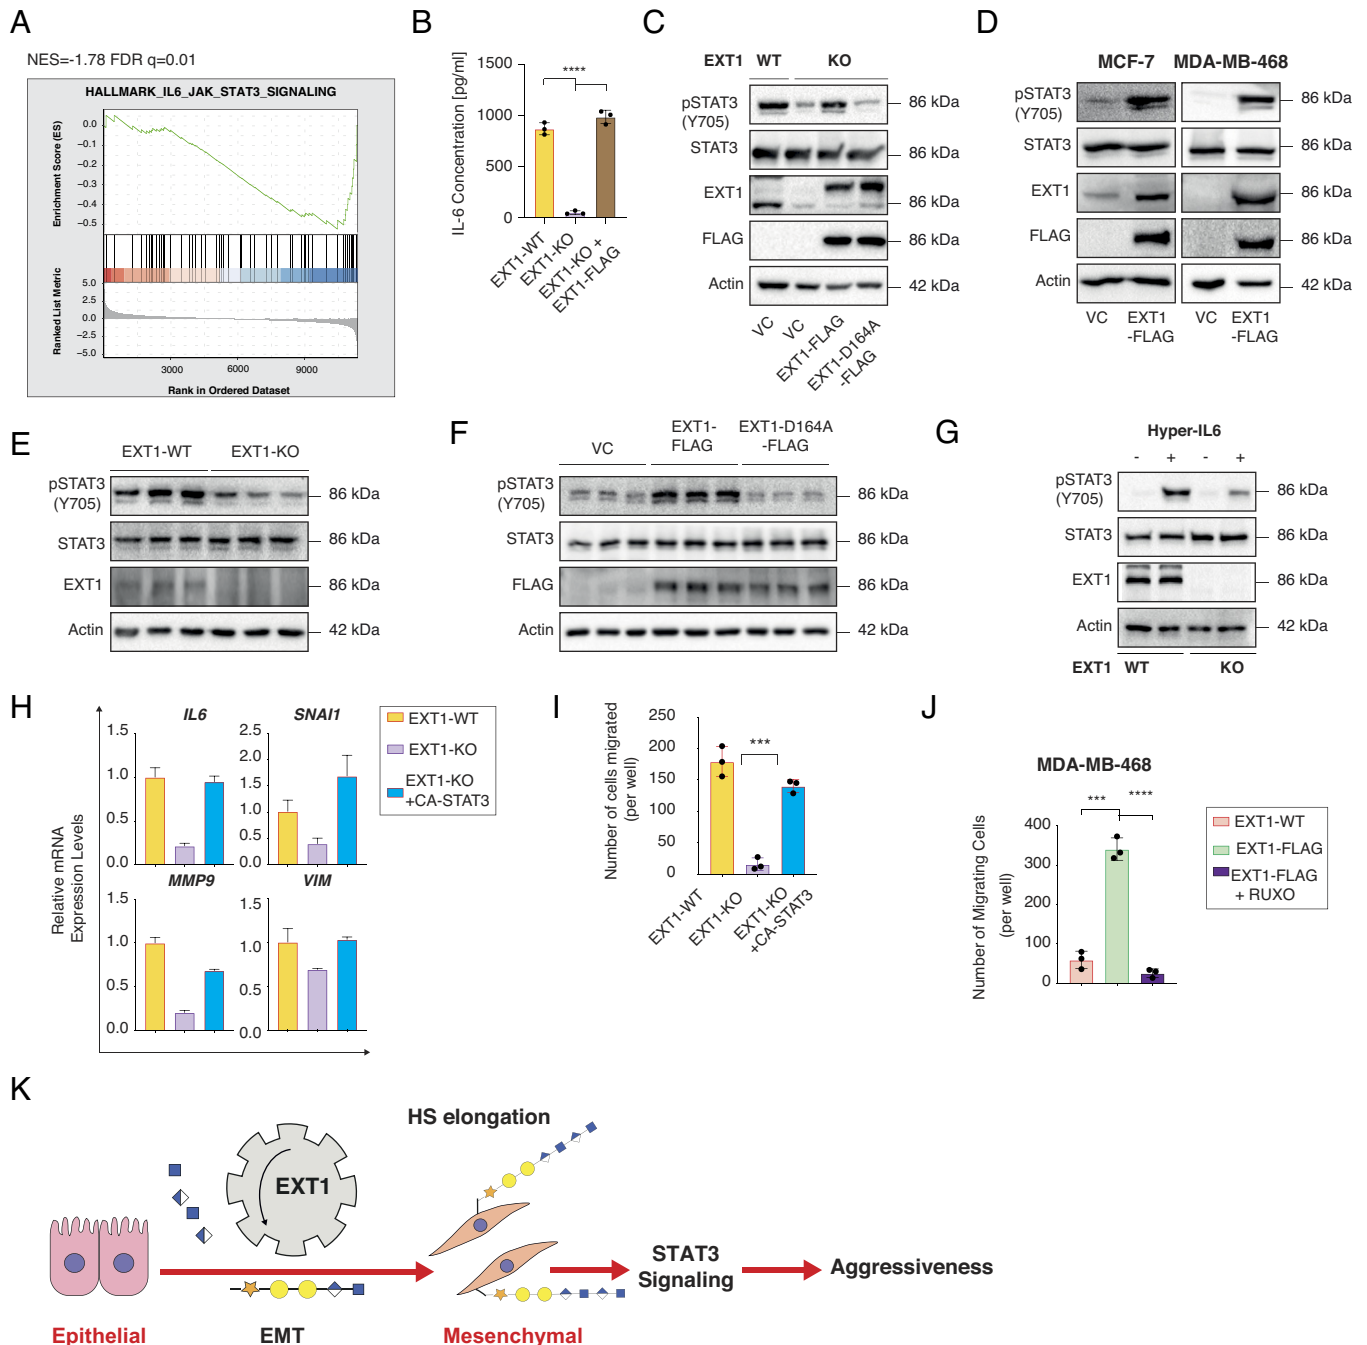 A
NES=-1.78 FDR q=0.01
HALLMARK_IL6_JAK_STAT3_SIGNALING
Enrichment Score (ES)
0.0
−0.1
−0.2
−0.3
−0.4
−0.5
Ranked List Metric
5.0
2.5
0.0
−2.5
−5.0
3000 6000 9000
Rank in Ordered Dataset
B
IL-6 Concentration [pg/ml]
1500
1000
500
0
****
EXT1-WT
EXT1-KO
EXT1-KO +
EXT1-FLAG
C
EXT1 WT KO
pSTAT3
(Y705)
86 kDa
STAT3 86 kDa
EXT1 86 kDa
FLAG 86 kDa
Actin 42 kDa
VC
VC
EXT1-FLAG
EXT1-D164A
-FLAG
D
MCF-7 MDA-MB-468
pSTAT3
(Y705)
86 kDa
STAT3 86 kDa
EXT1 86 kDa
FLAG 86 kDa
Actin 42 kDa
VC EXT1
-FLAG
VC EXT1
-FLAG
E
EXT1-WT EXT1-KO
pSTAT3
(Y705)
86 kDa
STAT3 86 kDa
EXT1 86 kDa
Actin 42 kDa
F
VC
EXT1-
FLAG
EXT1-D164A
-FLAG
pSTAT3
(Y705)
86 kDa
STAT3 86 kDa
FLAG 86 kDa
Actin 42 kDa
G
Hyper-IL6
- + - +
pSTAT3
(Y705)
86 kDa
STAT3 86 kDa
EXT1 86 kDa
Actin 42 kDa
EXT1 WT KO
H
Relative mRNA
Expression Levels
IL6
1.5
1.0
0.5
0.0
SNAI1
2.5
2.0
1.5
1.0
0.5
0.0
MMP9
1.5
1.0
0.5
0.0
VIM
1.5
1.0
0.5
0.0
EXT1-WT
EXT1-KO
EXT1-KO
+CA-STAT3
I
Number of cells migrated
(per well)
250
200
150
100
50
0
***
EXT1-WT
EXT1-KO
EXT1-KO
+CA-STAT3
J
MDA-MB-468
*** ****
Number of Migrating Cells
(per well)
400
300
200
100
0
EXT1-WT
EXT1-FLAG
EXT1-FLAG
+ RUXO
K
HS elongation
EXT1
STAT3
Signaling
Aggressiveness
Epithelial EMT Mesenchymal